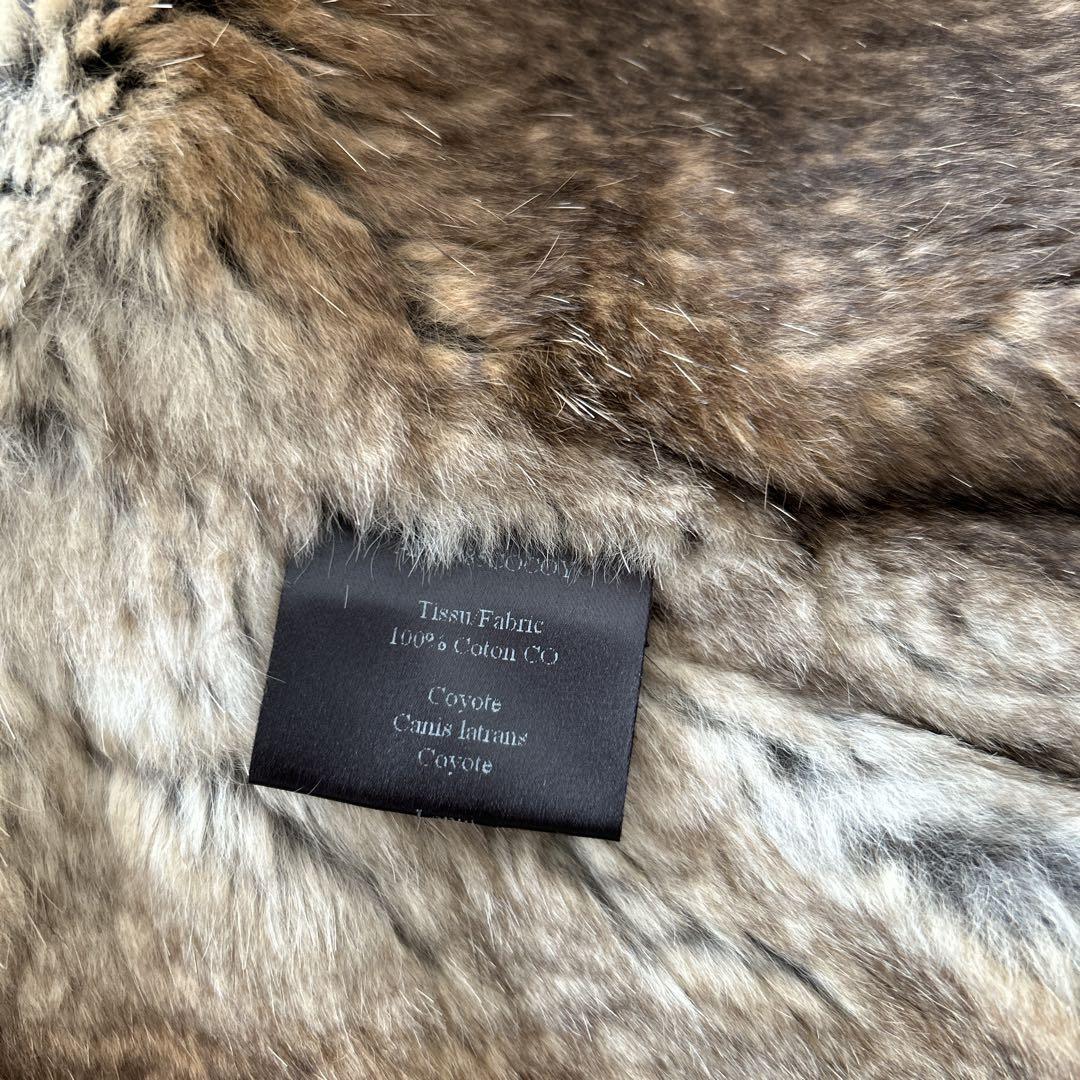 Tissu/Fabric
100% Coton CO
Coyote
Canis latrans
Coyote